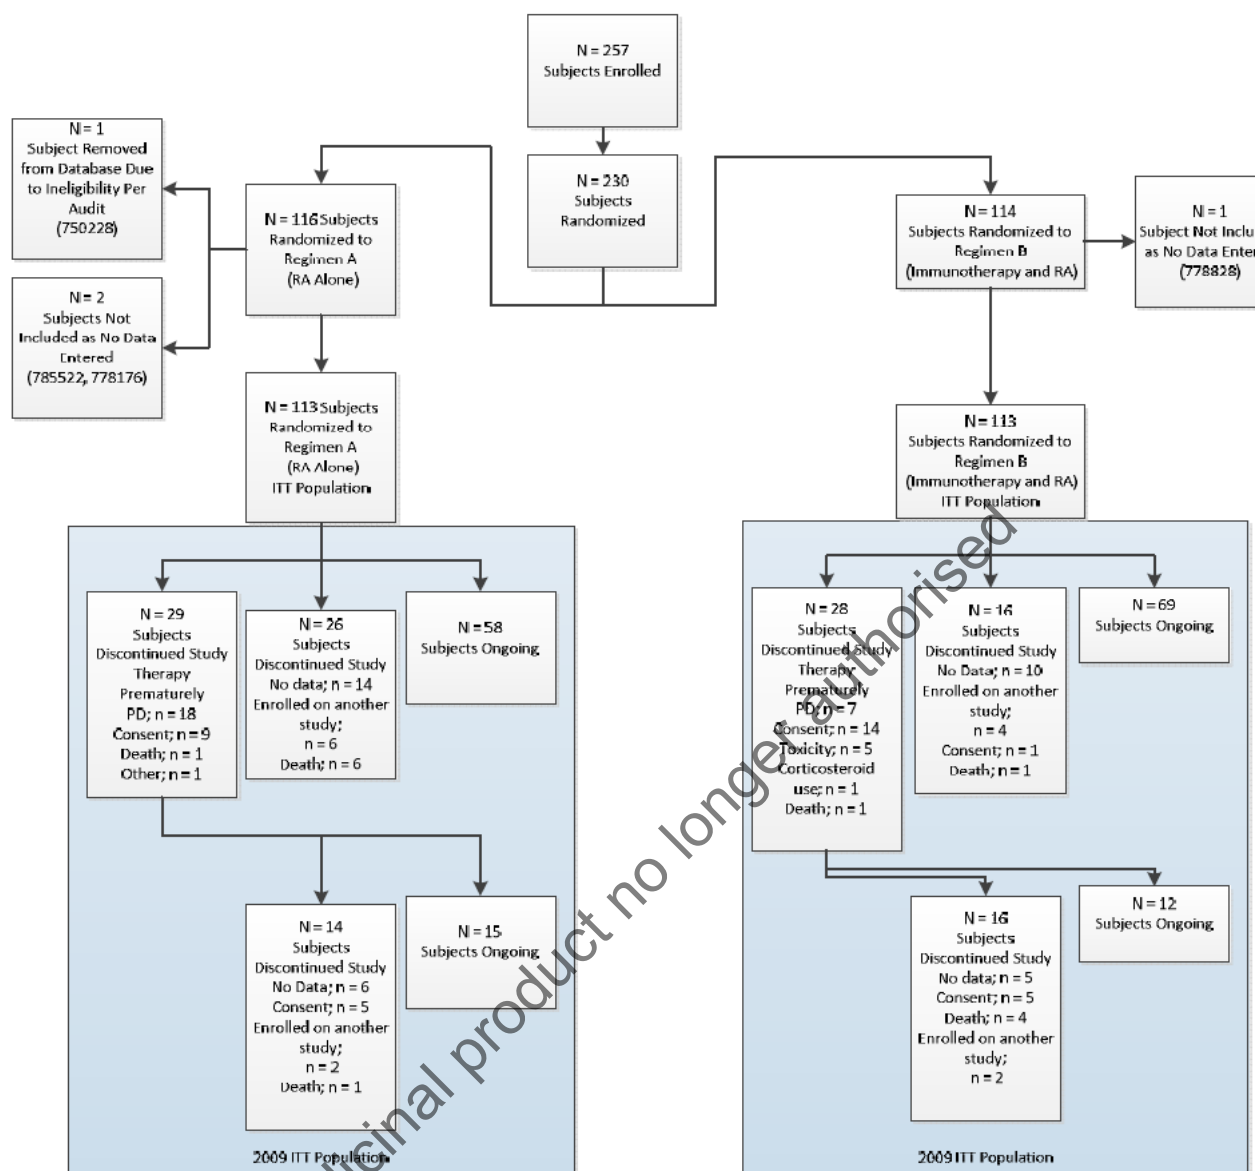 N = 257
Subjects Enrolled
N = 230
Subjects
Randomized
N = 1
Subject Removed
from Database Due
to Ineligibility Per
Audit
(750228)
N = 2
Subjects Not
Included as No Data
Entered
(785522, 778176)
N = 116 Subjects
Randomized to
Regimen A
(RA Alone)
N = 114
Subjects Randomized to
Regimen B
(Immunotherapy and RA)
N = 1
Subject Not
as No Data
(778828)
N = 113 Subjects
Randomized to
Regimen A
(RA Alone)
ITT Population
N = 113
Subjects Randomized to
Regimen B
(Immunotherapy and RA)
ITT Population
N = 29
Subjects
Discontinued Study
Therapy
Prematurely
PD; n = 18
Consent; n = 9
Death; n = 1
Other; n = 1
N = 26
Subjects
Discontinued Study
No data; n = 14
Enrolled on another
study;
n = 6
Death; n = 6
N = 58
Subjects Ongoing
N = 14
Subjects
Discontinued Study
No Data; n = 6
Consent; n = 5
Enrolled on another
study;
n = 2
Death; n = 1
N = 15
Subjects Ongoing
2009 ITT Population
N = 28
Subjects
Discontinued Study
Therapy
Prematurely
PD; n = 7
Consent; n = 14
Toxicity; n = 5
Corticosteroid
use; n = 1
Death; n = 1
N = 16
Subjects
Discontinued Study
No Data; n = 10
Enrolled on another
study;
n = 4
Consent; n = 1
Death; n = 1
N = 69
Subjects Ongoing
N = 16
Subjects
Discontinued Study
No data; n = 5
Consent; n = 5
Death; n = 4
Enrolled on another
study;
n = 2
N = 12
Subjects Ongoing
2009 ITT Population
product no longer authorised